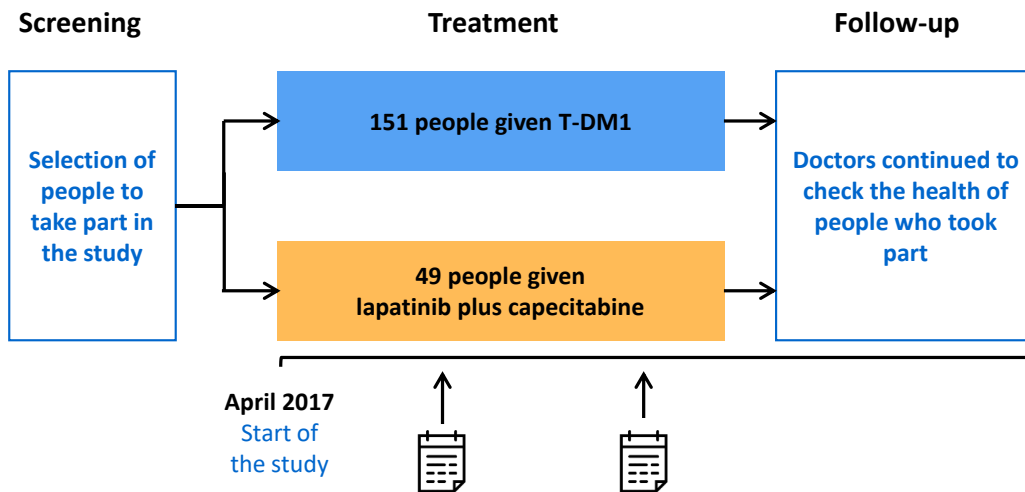 Screening
Treatment
Follow-up
Selection of
people to
take part in
the study
151 people given T-DM1
49 people given
lapatinib plus capecitabine
Doctors continued to
check the health of
people who took
part
April 2017
Start of
the study